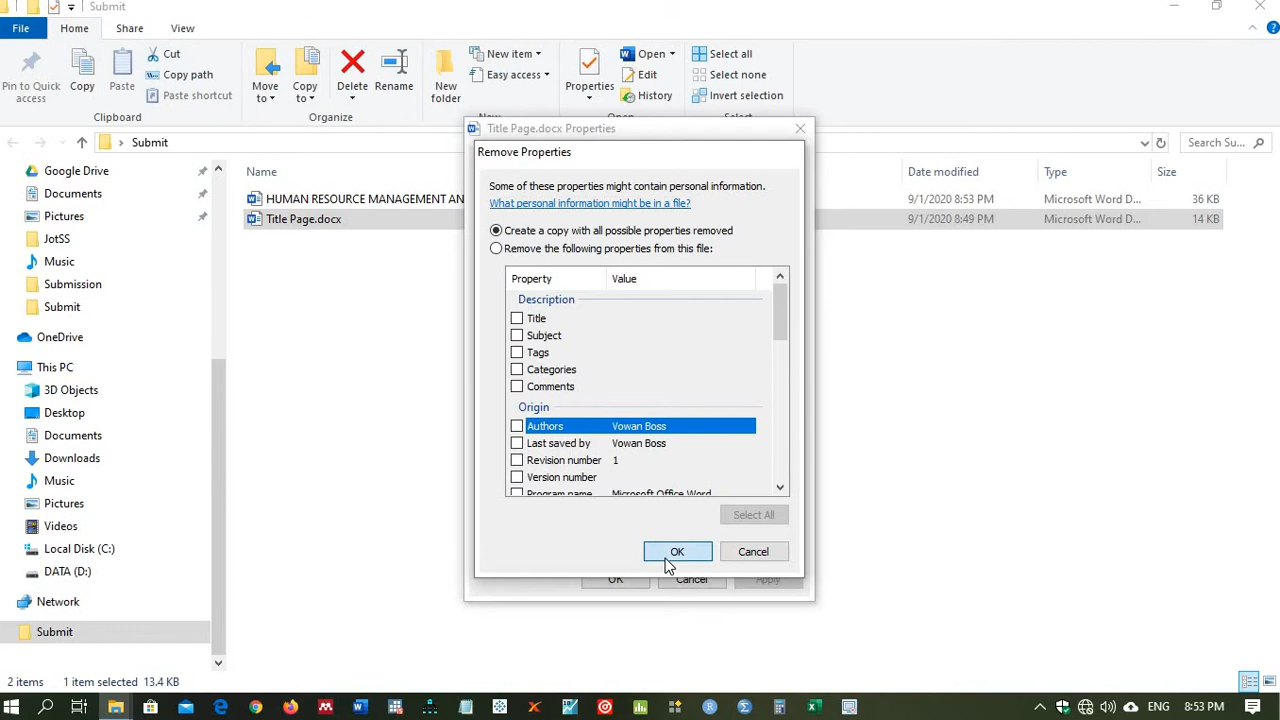 Submit
File
Home
Share
View
Pin to Quick access
Copy
Paste
Cut
Copy path
Paste shortcut
Clipboard
Move to
Copy to
Delete
Rename
Organize
New folder
New item
Easy access
New
Properties
Open
Edit
History
Open
Select all
Select none
Invert selection
Select
Submit
Search Su...
Google Drive
Documents
Pictures
JotSS
Music
Submission
Submit
OneDrive
This PC
3D Objects
Desktop
Documents
Downloads
Music
Pictures
Videos
Local Disk (C:)
DATA (D:)
Network
Submit
Name
Date modified
Type
Size
HUMAN RESOURCE MANAGEMENT AN
9/1/2020 8:53 PM
Microsoft Word D...
36 KB
Title Page.docx
9/1/2020 8:49 PM
Microsoft Word D...
14 KB
Title Page.docx Properties
Remove Properties
Some of these properties might contain personal information.
What personal information might be in a file?
Create a copy with all possible properties removed
Remove the following properties from this file:
Property Value
Description
Title
Subject
Tags
Categories
Comments
Origin
Authors Vowan Boss
Last saved by Vowan Boss
Revision number 1
Version number
Program name Microsoft Office Word
Select All
OK
Cancel
OK
Cancel
Apply
2 items
1 item selected
13.4 KB
ENG
8:53 PM